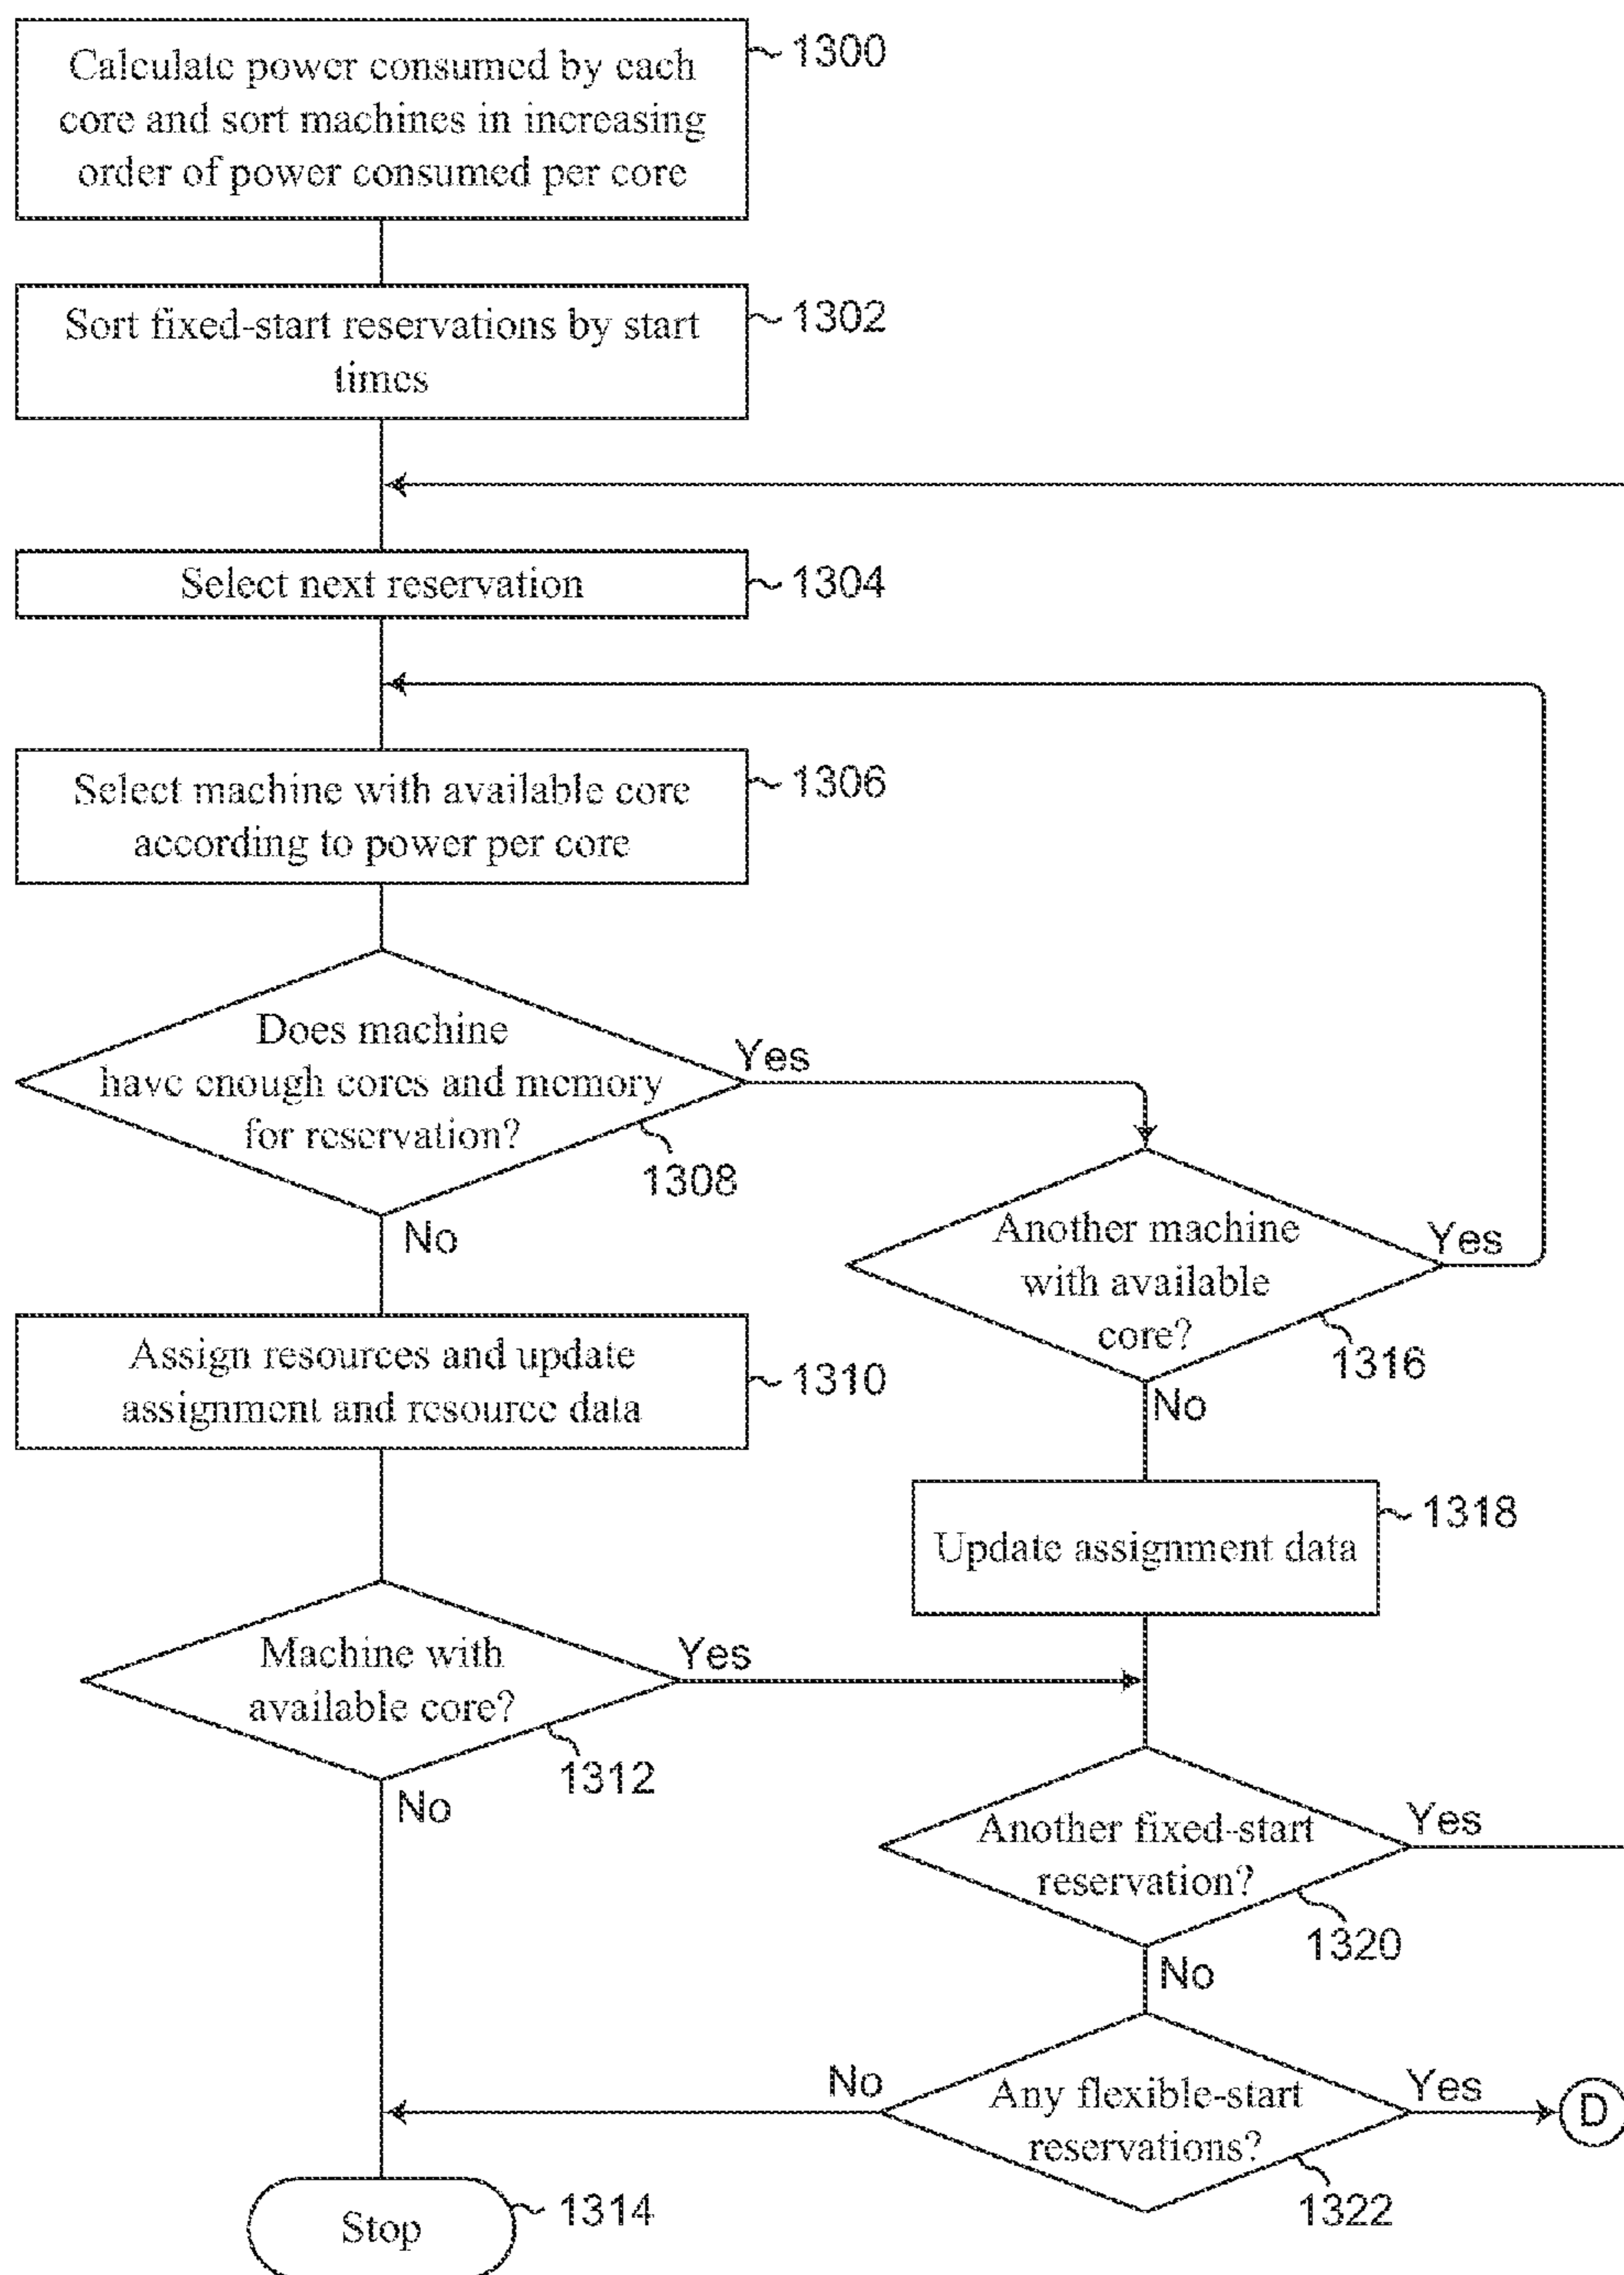 Calculate power consumed by each
core and sort machines in increasing
order of power consumed per core
1300
Sort fixed-start reservations by start
times
1302
Select next reservation
1304
Select machine with available core
according to power per core
1306
Does machine
have enough cores and memory
for reservation?
Yes
1308
No
Another machine
with available
core?
Yes
1316
No
Assign resources and update
assignment and resource data
1310
Update assignment data
1318
Machine with
available core?
Yes
1312
No
Another fixed-start
reservation?
Yes
1320
No
Any flexible-start
reservations?
No
Yes
D
1322
Stop
1314